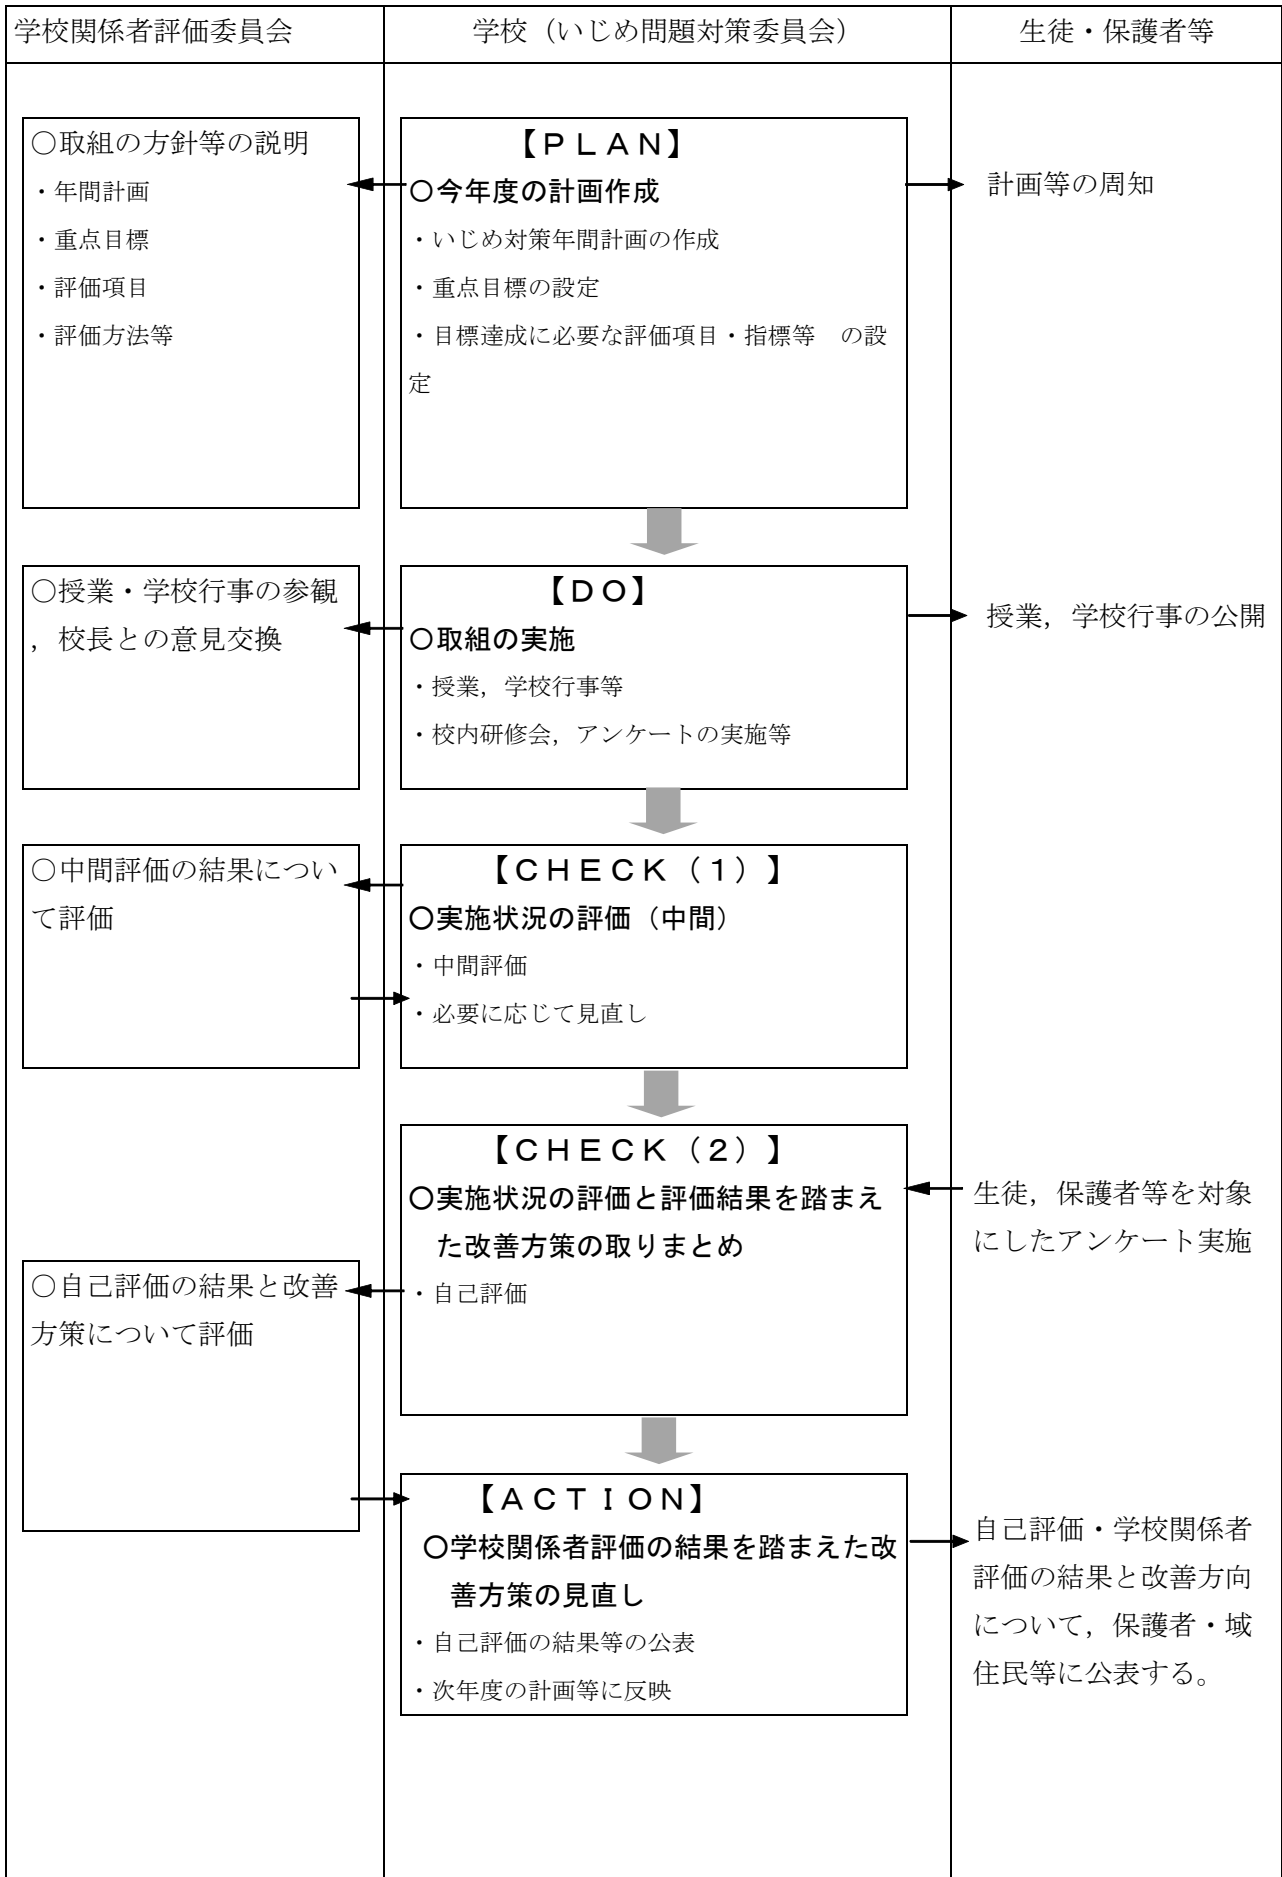 学校関係者評価委員会
学校（いじめ問題対策委員会）
生徒・保護者等
○取組の方針等の説明
・年間計画
・重点目標
・評価項目
・評価方法等
【ＰＬＡＮ】
○今年度の計画作成
・いじめ対策年間計画の作成
・重点目標の設定
・目標達成に必要な評価項目・指標等　の設
定
計画等の周知
○授業・学校行事の参観
，校長との意見交換
【ＤＯ】
○取組の実施
・授業，学校行事等
・校内研修会，アンケートの実施等
授業，学校行事の公開
○中間評価の結果につい
て評価
【ＣＨＥＣＫ（１）】
○実施状況の評価（中間）
・中間評価
・必要に応じて見直し
【ＣＨＥＣＫ（２）】
○実施状況の評価と評価結果を踏まえ
た改善方策の取りまとめ
・自己評価
生徒，保護者等を対象
にしたアンケート実施
○自己評価の結果と改善
方策について評価
【ＡＣＴＩＯＮ】
○学校関係者評価の結果を踏まえた改
善方策の見直し
・自己評価の結果等の公表
・次年度の計画等に反映
自己評価・学校関係者
評価の結果と改善方向
について，保護者・域
住民等に公表する。